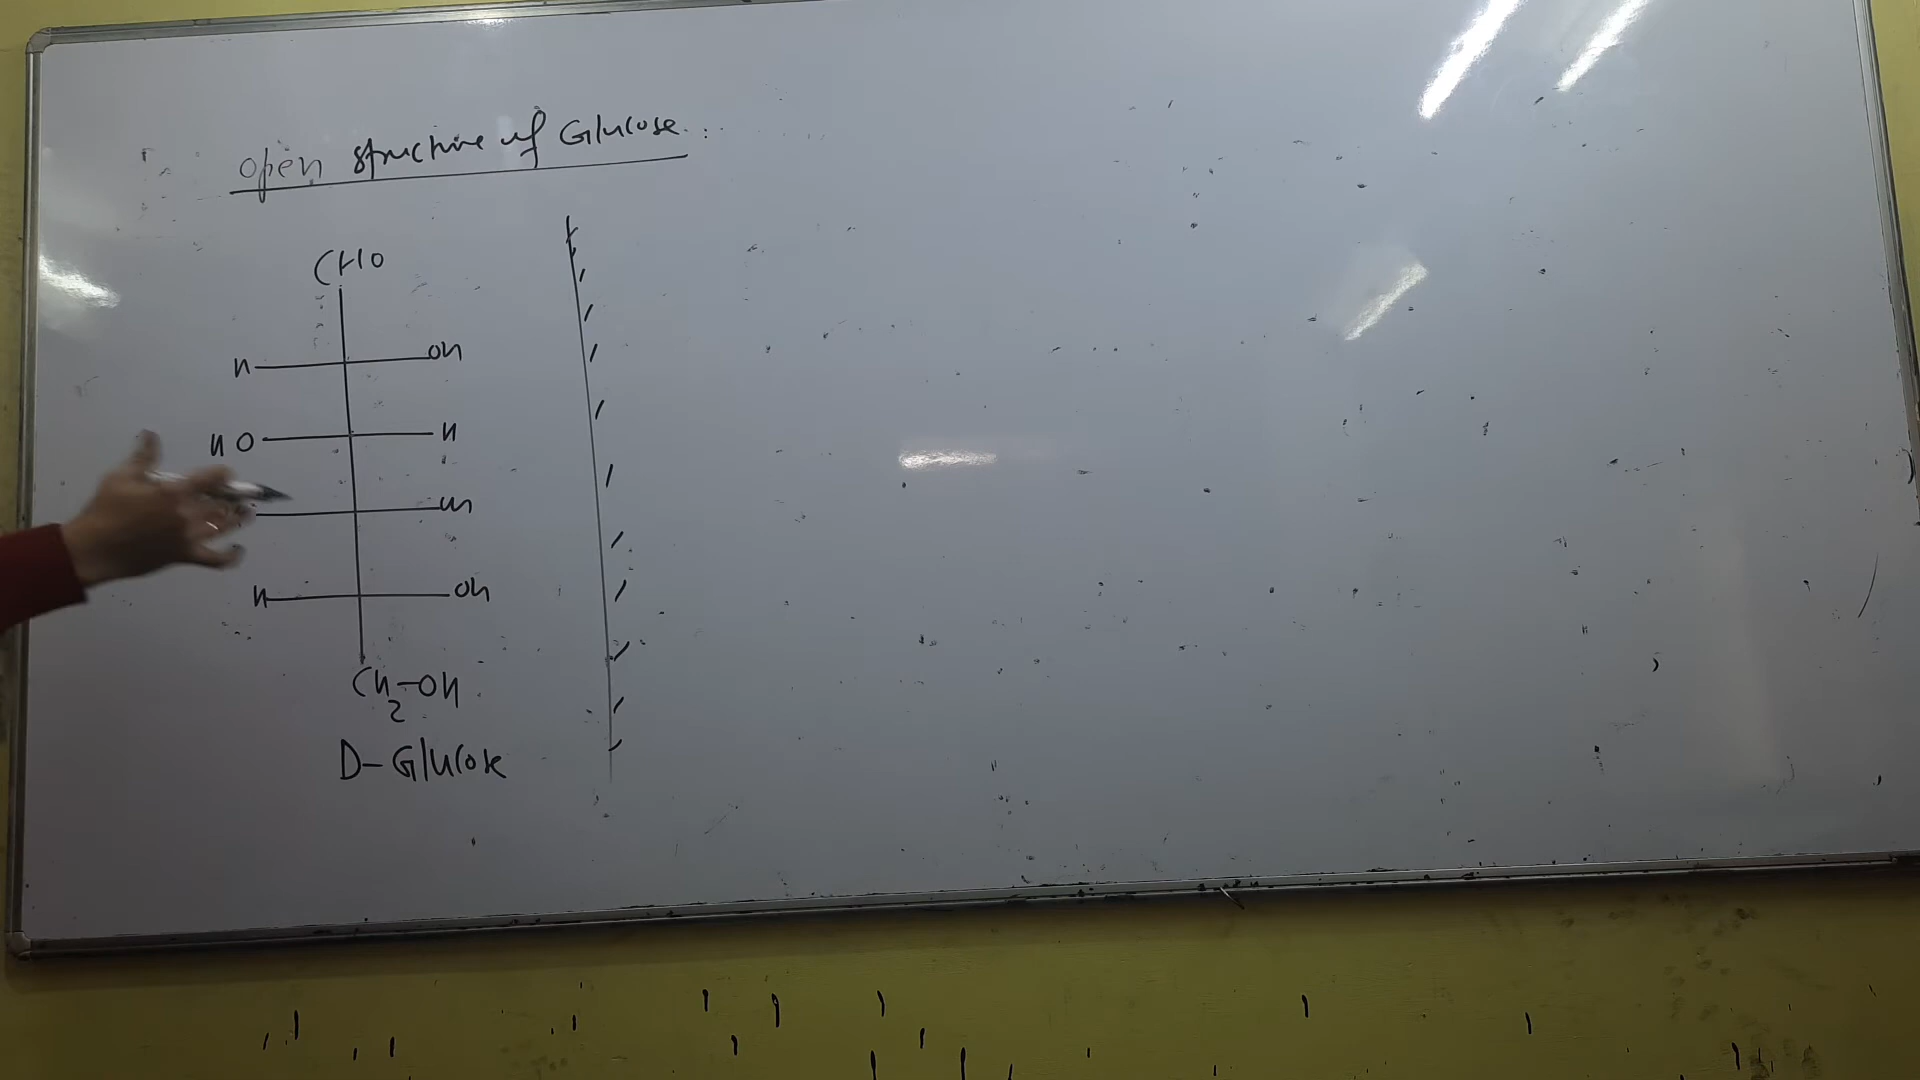 Open structure of Glucose
CHO
H OH
HO H
OH
H OH
CH2-OH
D-Glucose